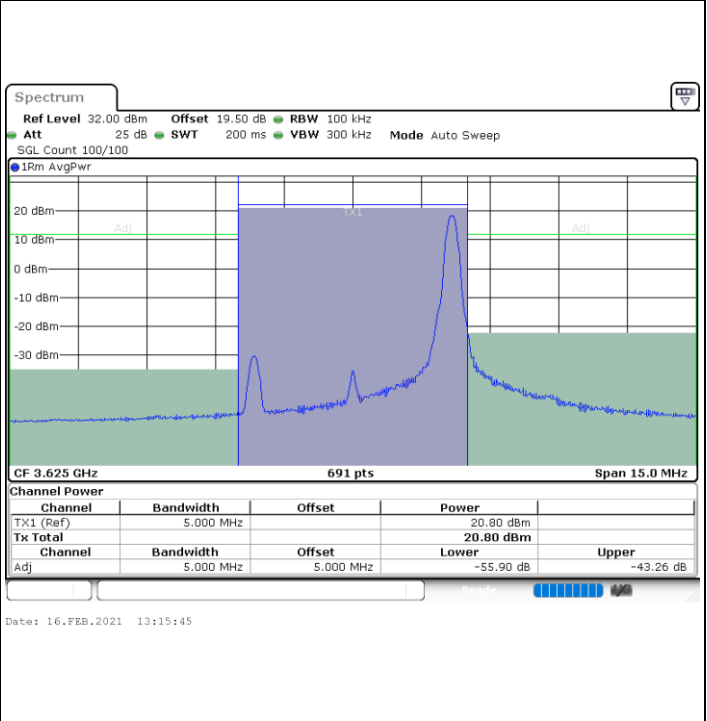 Spectrum
Ref Level 32.00 dBm Offset 19.50 dB RBW 100 kHz
Att 25 dB SWT 200 ms VBW 300 kHz Mode Auto Sweep
SGL Count 100/100
1Rm AvgPwr
TX1
20 dBm
Adj Adj
10 dBm
0 dBm
-10 dBm
-20 dBm
-30 dBm
CF 3.625 GHz 691 pts Span 15.0 MHz
Channel Power
Channel Bandwidth Offset Power
TX1 (Ref) 5.000 MHz 20.80 dBm
Tx Total 20.80 dBm
Channel Bandwidth Offset Lower Upper
Adj 5.000 MHz 5.000 MHz -55.90 dB -43.26 dB
Ready
Date: 16.FEB.2021 13:15:45